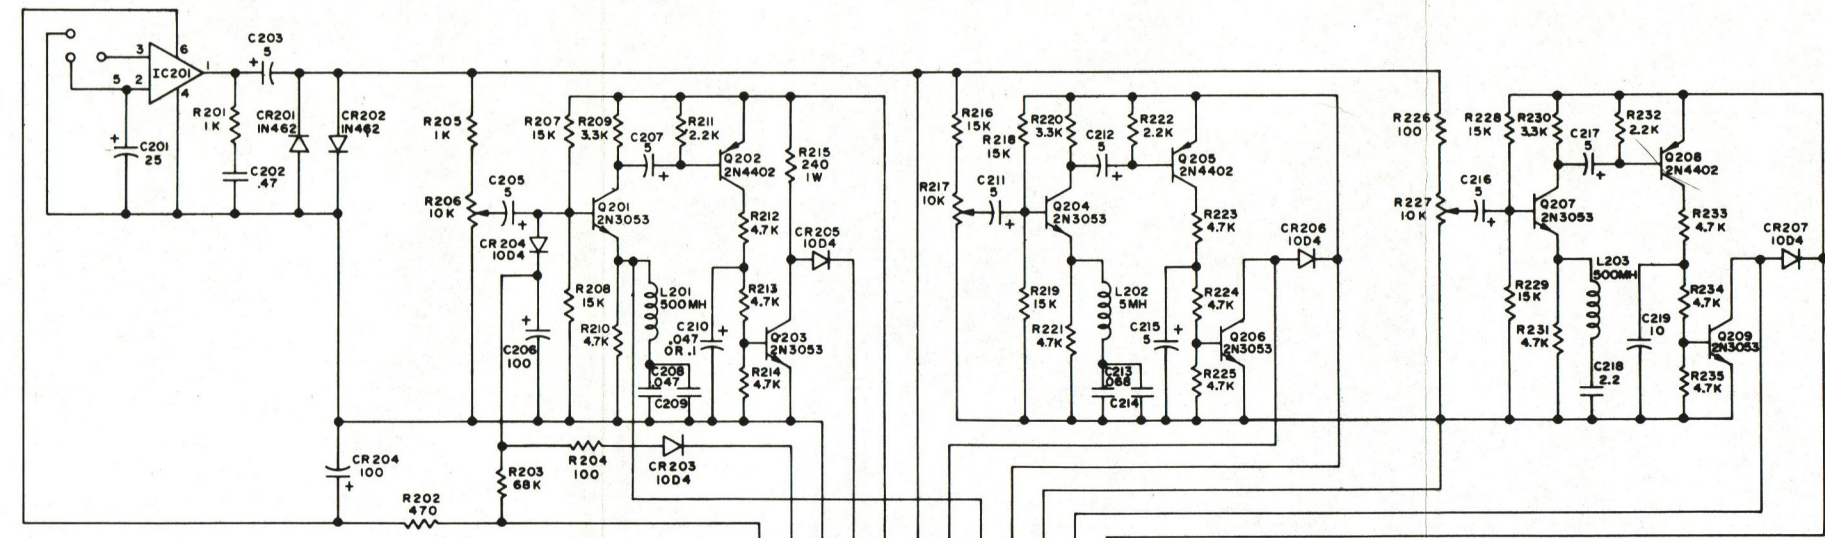 C203
5
+
3
6
1
IC201
5
2
4
R201
1K
CR201
1N462
CR202
1N462
+
C201
25
C202
.47
R205
1K
R206
10K
C205
5
+
CR204
10D4
+
C206
100
R207
15K
R209
3.3K
C207
5
+
R211
2.2K
Q202
2N4402
R215
240
1W
Q201
2N3053
R212
4.7K
CR205
10D4
R208
15K
L201
500MH
R213
4.7K
R210
4.7K
C210
.047
OR .1
+
Q203
2N3053
C208
.047
R214
4.7K
C209
CR204
100
+
R202
470
R203
68K
R204
100
CR203
10D4
R216
15K
R218
15K
R220
3.3K
C212
5
+
R222
2.2K
Q205
2N4402
R217
10K
C211
5
+
Q204
2N3053
R223
4.7K
CR206
10D4
R219
15K
L202
5MH
R224
4.7K
R221
4.7K
C215
5
+
Q206
2N3053
C213
.068
R225
4.7K
C214
R226
100
R228
15K
R230
3.3K
C217
5
+
R232
2.2K
Q208
2N4402
R227
10K
C216
5
+
Q207
2N3053
R233
4.7K
CR207
10D4
L203
500MH
R229
15K
R234
4.7K
R231
4.7K
C219
10
Q209
2N3053
C218
2.2
R235
4.7K